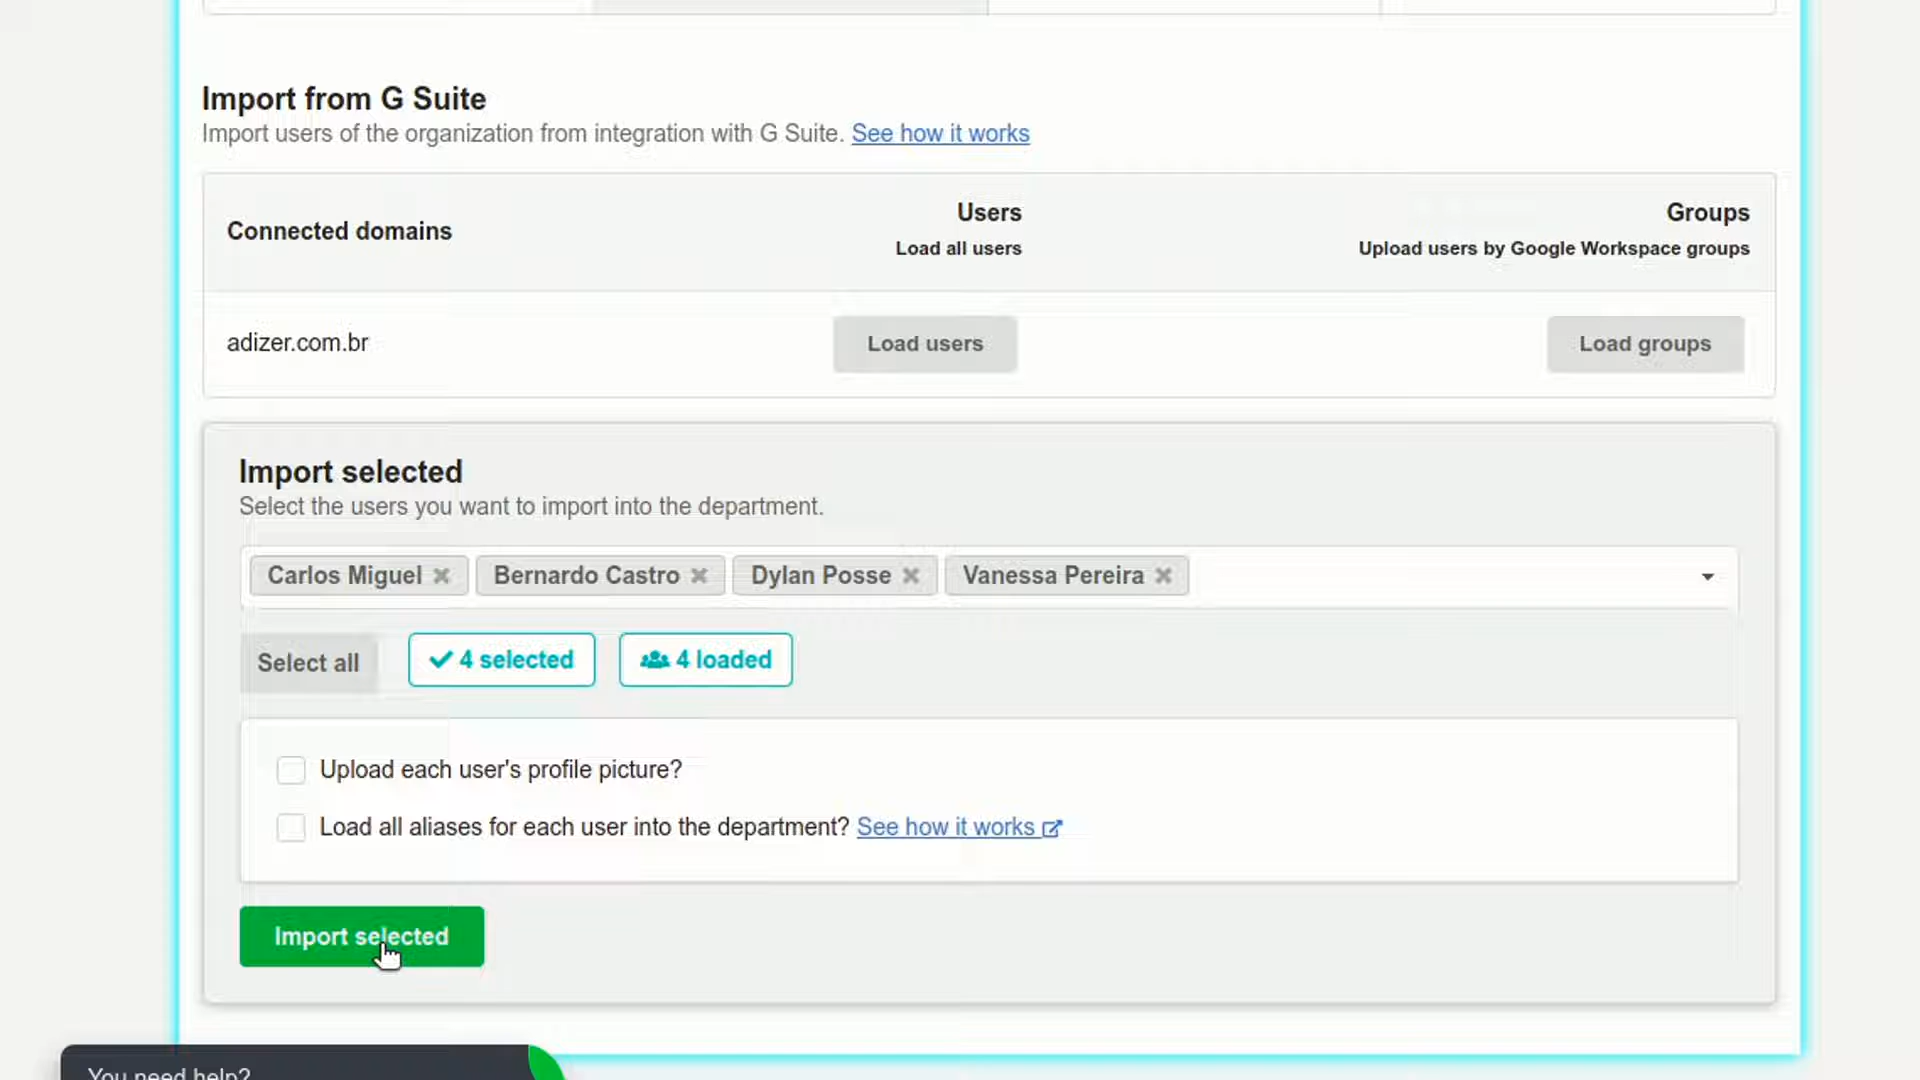 Import from G Suite
Import users of the organization from integration with G Suite. See how it works
Connected domains
Users
Load all users
Groups
Upload users by Google Workspace groups
adizer.com.br
Load users
Load groups
Import selected
Select the users you want to import into the department.
Carlos Miguel Bernardo Castro Dylan Posse Vanessa Pereira
Select all 4 selected 4 loaded
Upload each user's profile picture?
Load all aliases for each user into the department? See how it works
Import selected
You need help?